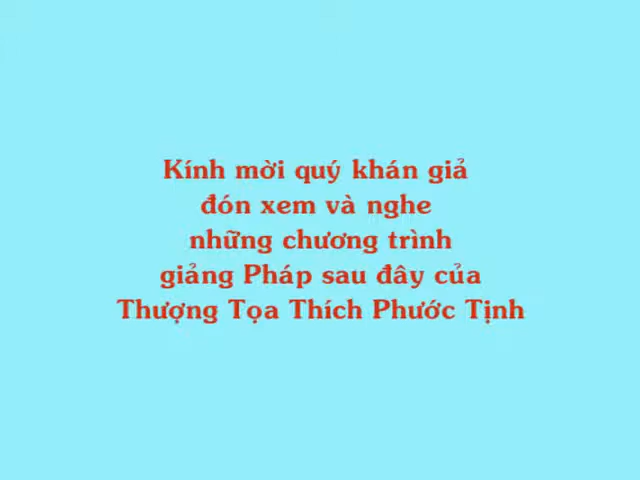 Kính mời quý khán giả
đón xem và nghe
những chương trình
giảng Pháp sau đây của
Thượng Tọa Thích Phước Tịnh